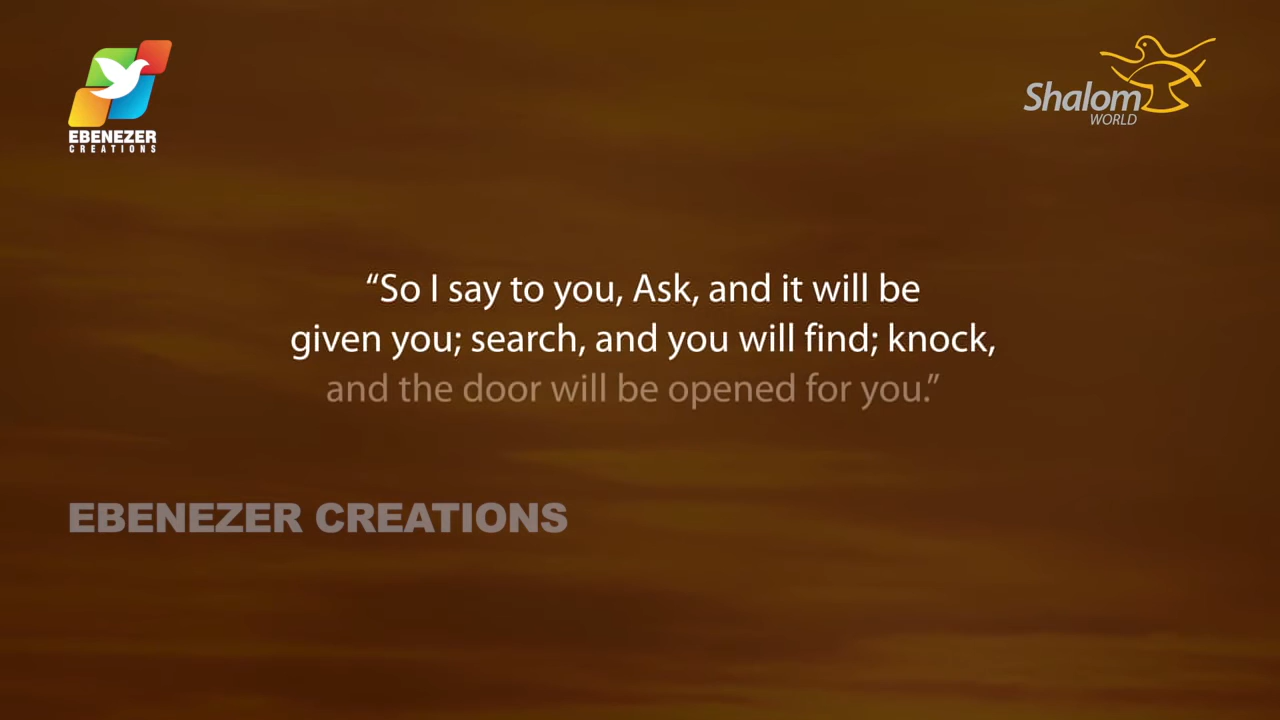 EBENEZER
CREATIONS
Shalom
WORLD
“So I say to you, Ask, and it will be
given you; search, and you will find; knock,
and the door will be opened for you.”
EBENEZER CREATIONS